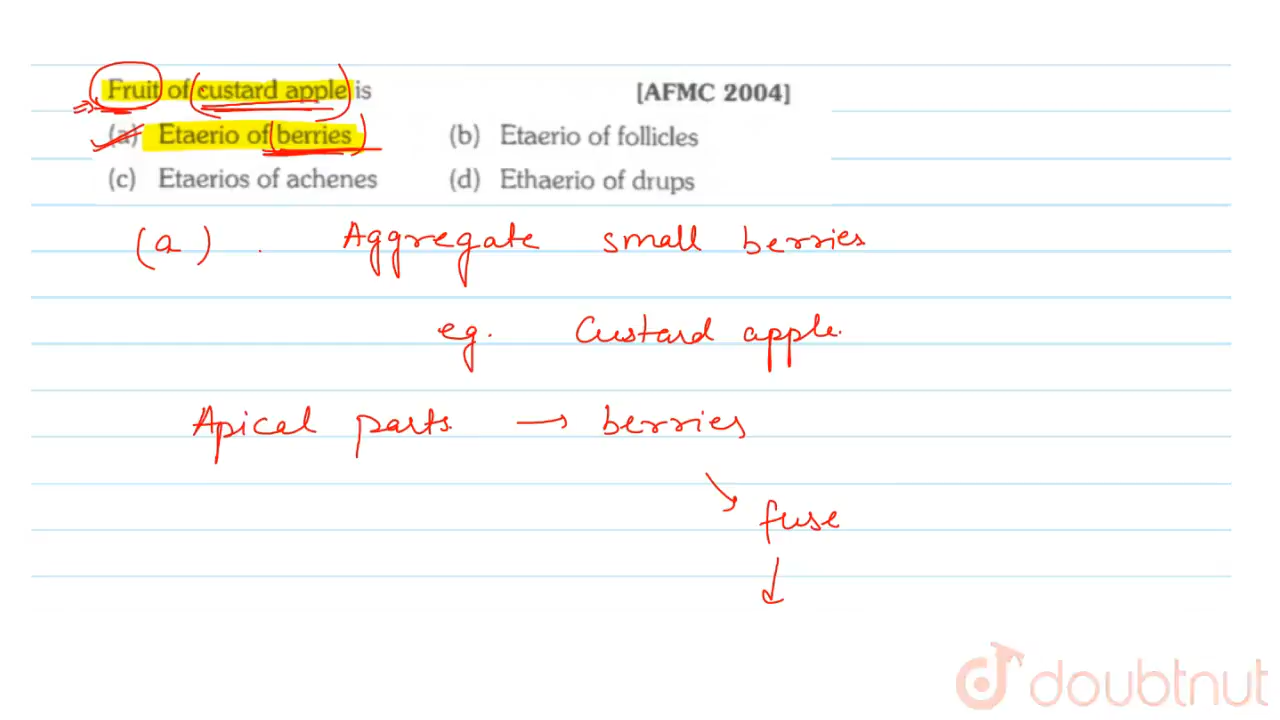 Fruit of custard apple is [AFMC 2004]
(a) Etaerio of berries (b) Etaerio of follicles
(c) Etaerios of achenes (d) Ethaerio of drups
(a). Aggregate small berries
eg. Custard apple.
Apical parts → berries
fuse
doubtnut